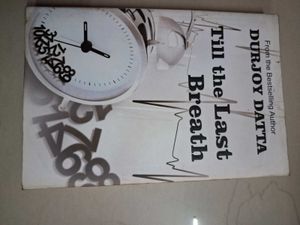 From the Bestselling Author
DURJOY DATTA
Till the Last
Breath